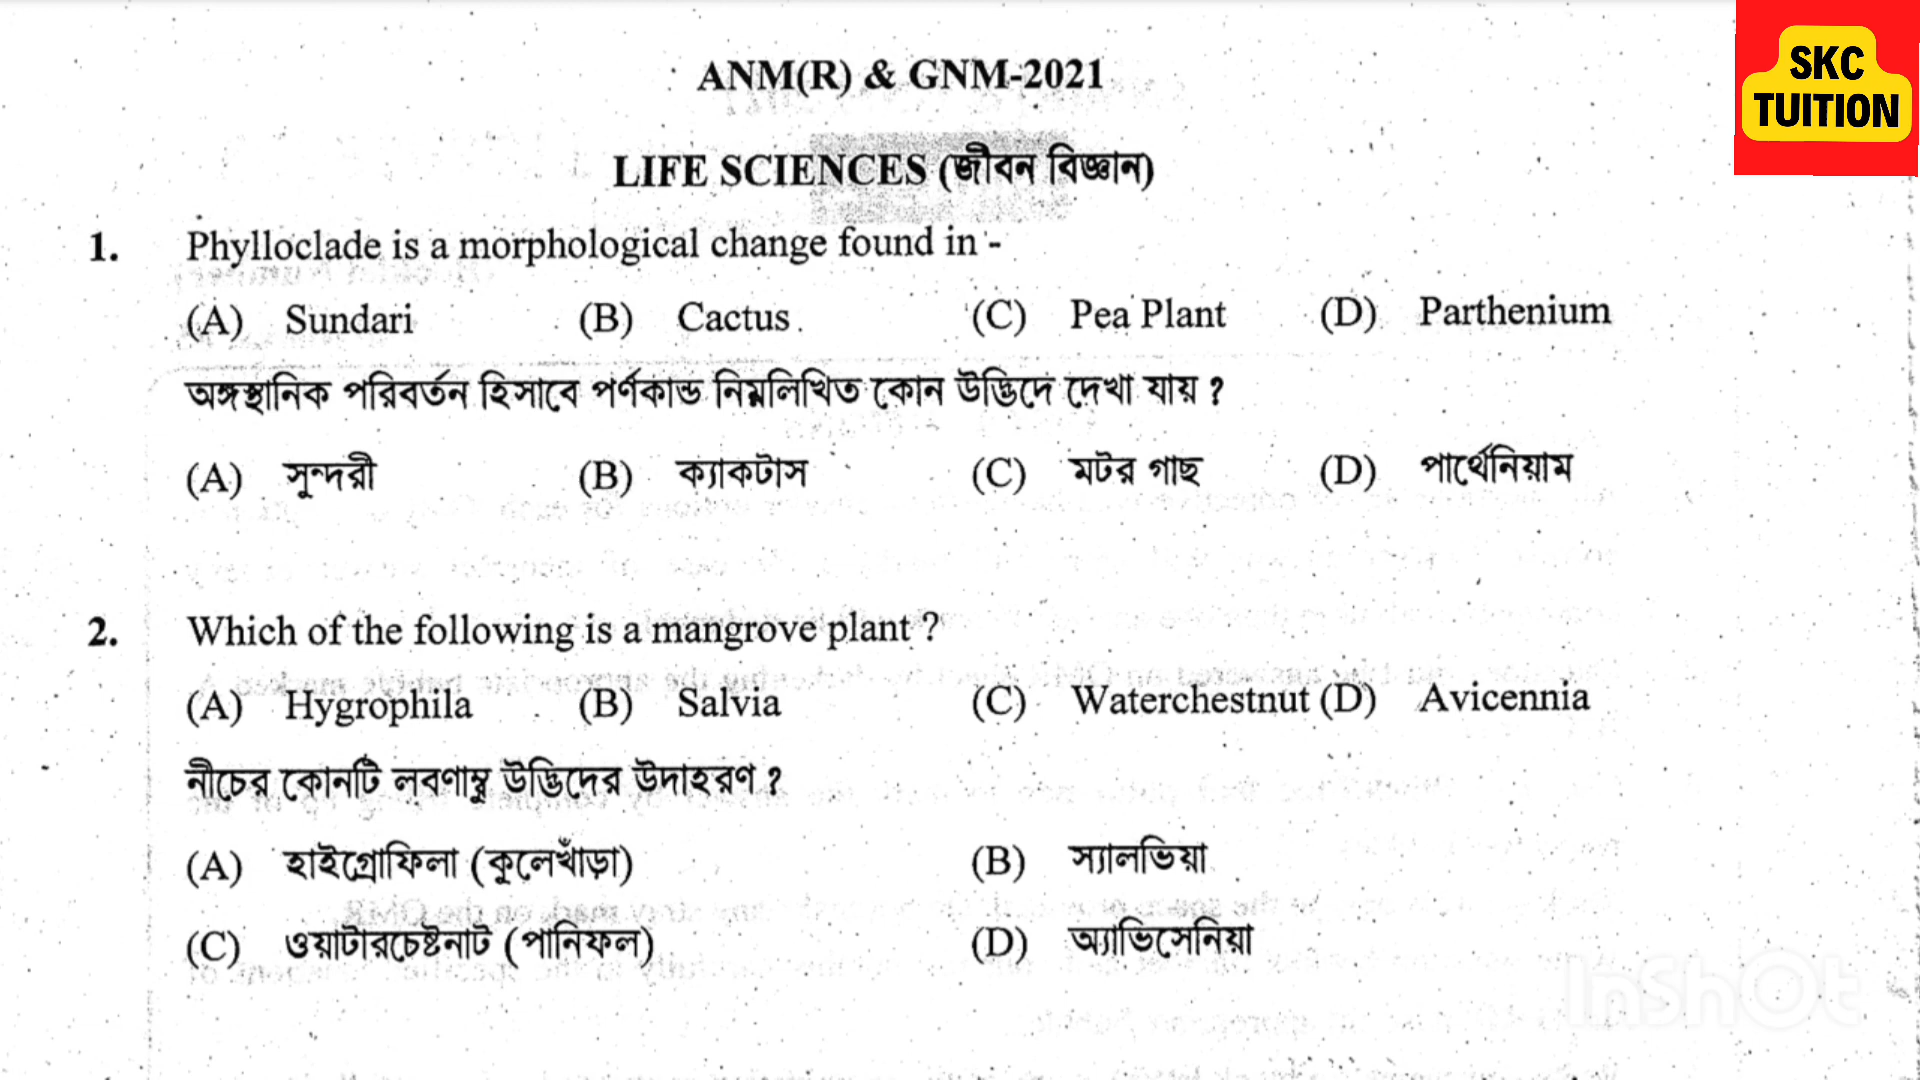 SKC
TUITION
ANM(R) & GNM-2021
LIFE SCIENCES (জীবন বিজ্ঞান)
1. Phylloclade is a morphological change found in -
(A) Sundari (B) Cactus (C) Pea Plant (D) Parthenium
অঙ্গস্থানিক পরিবর্তন হিসাবে পর্ণকান্ড নিম্নলিখিত কোন উদ্ভিদে দেখা যায় ?
(A) সুন্দরী (B) ক্যাকটাস (C) মটর গাছ (D) পার্থেনিয়াম
2. Which of the following is a mangrove plant ?
(A) Hygrophila (B) Salvia (C) Waterchestnut (D) Avicennia
নীচের কোনটি লবণাম্বু উদ্ভিদের উদাহরণ ?
(A) হাইগ্রোফিলা (কুলেখাঁড়া) (B) স্যালভিয়া
(C) ওয়াটারচেষ্টনাট (পানিফল) (D) অ্যাভিসেনিয়া
InShOt